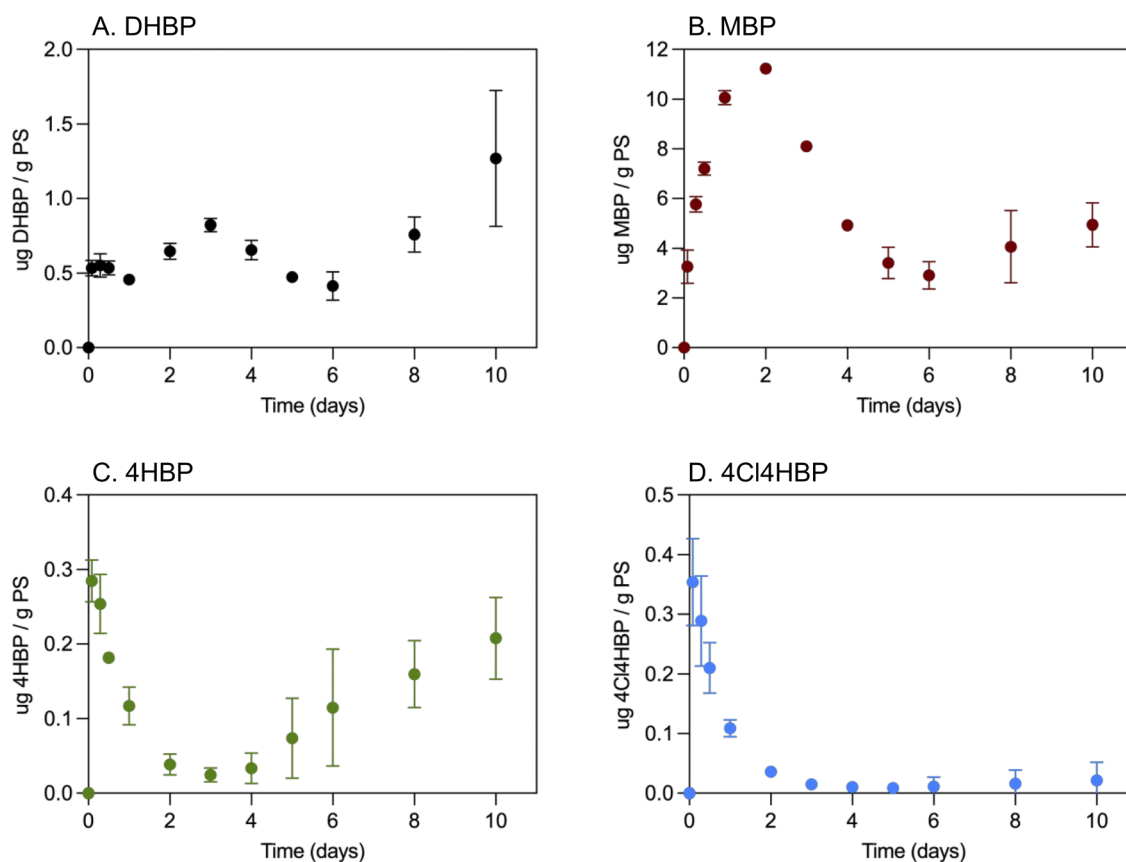 A. DHBP
2.0
1.5
1.0
0.5
0.0
ug DHBP / g PS
0 2 4 6 8 10
Time (days)
B. MBP
12
10
8
6
4
2
0
ug MBP / g PS
0 2 4 6 8 10
Time (days)
C. 4HBP
0.4
0.3
0.2
0.1
0.0
ug 4HBP / g PS
0 2 4 6 8 10
Time (days)
D. 4Cl4HBP
0.5
0.4
0.3
0.2
0.1
0.0
ug 4Cl4HBP / g PS
0 2 4 6 8 10
Time (days)